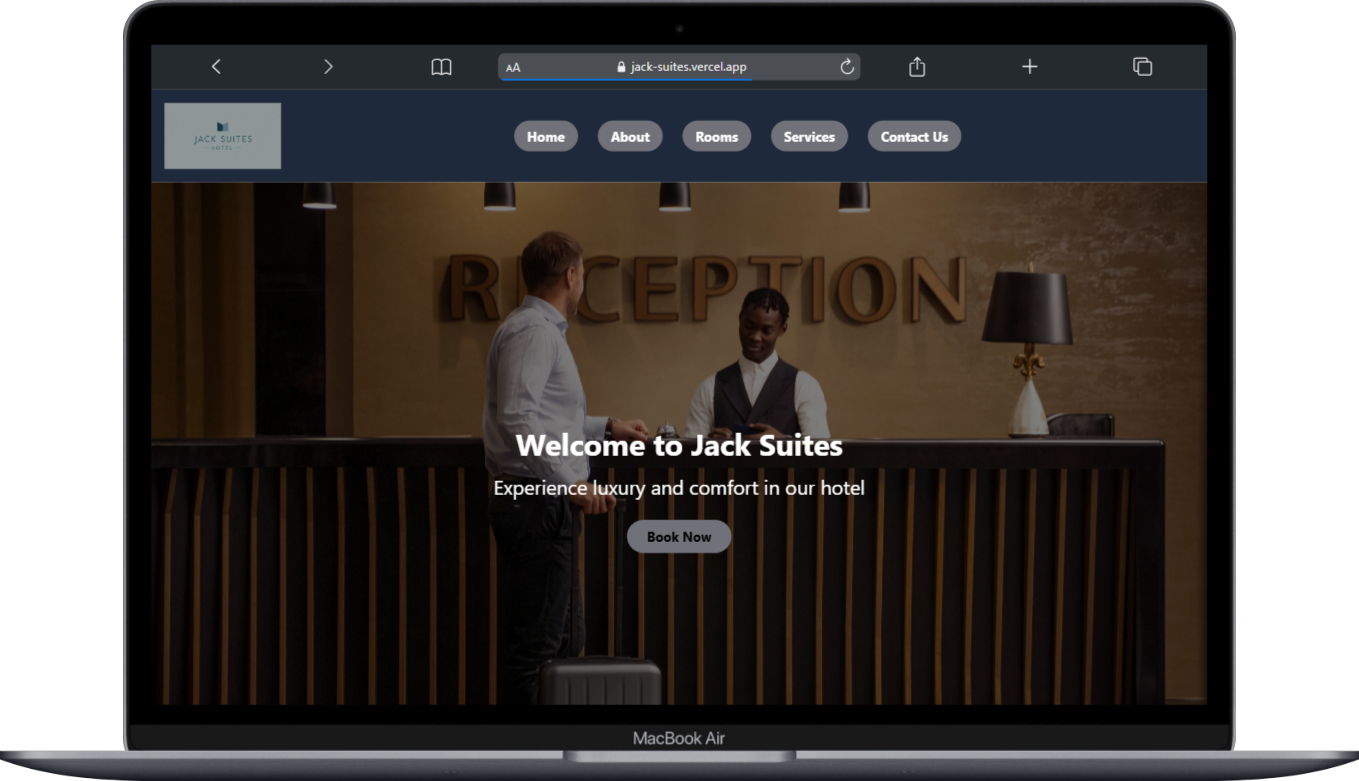 AA
jack-suites.vercel.app
JACK SUITES
HOTEL
Home About Rooms Services Contact Us
RECEPTION
Welcome to Jack Suites
Experience luxury and comfort in our hotel
Book Now
MacBook Air